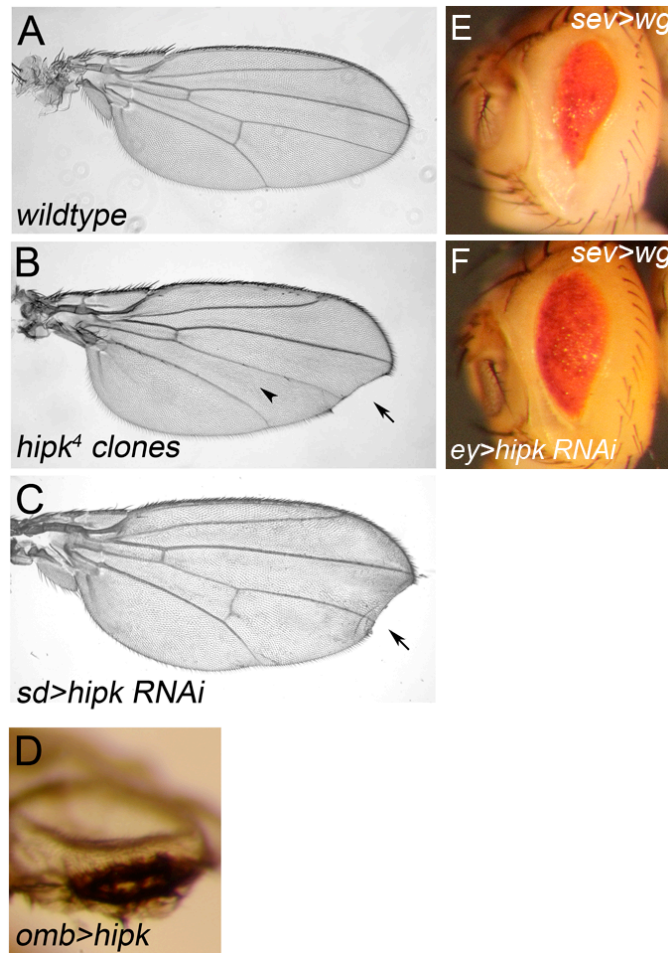 A
wildtype
B
hipk⁴ clones
C
sd>hipk RNAi
D
omb>hipk
E
sev>wg
F
sev>wg
ey>hipk RNAi